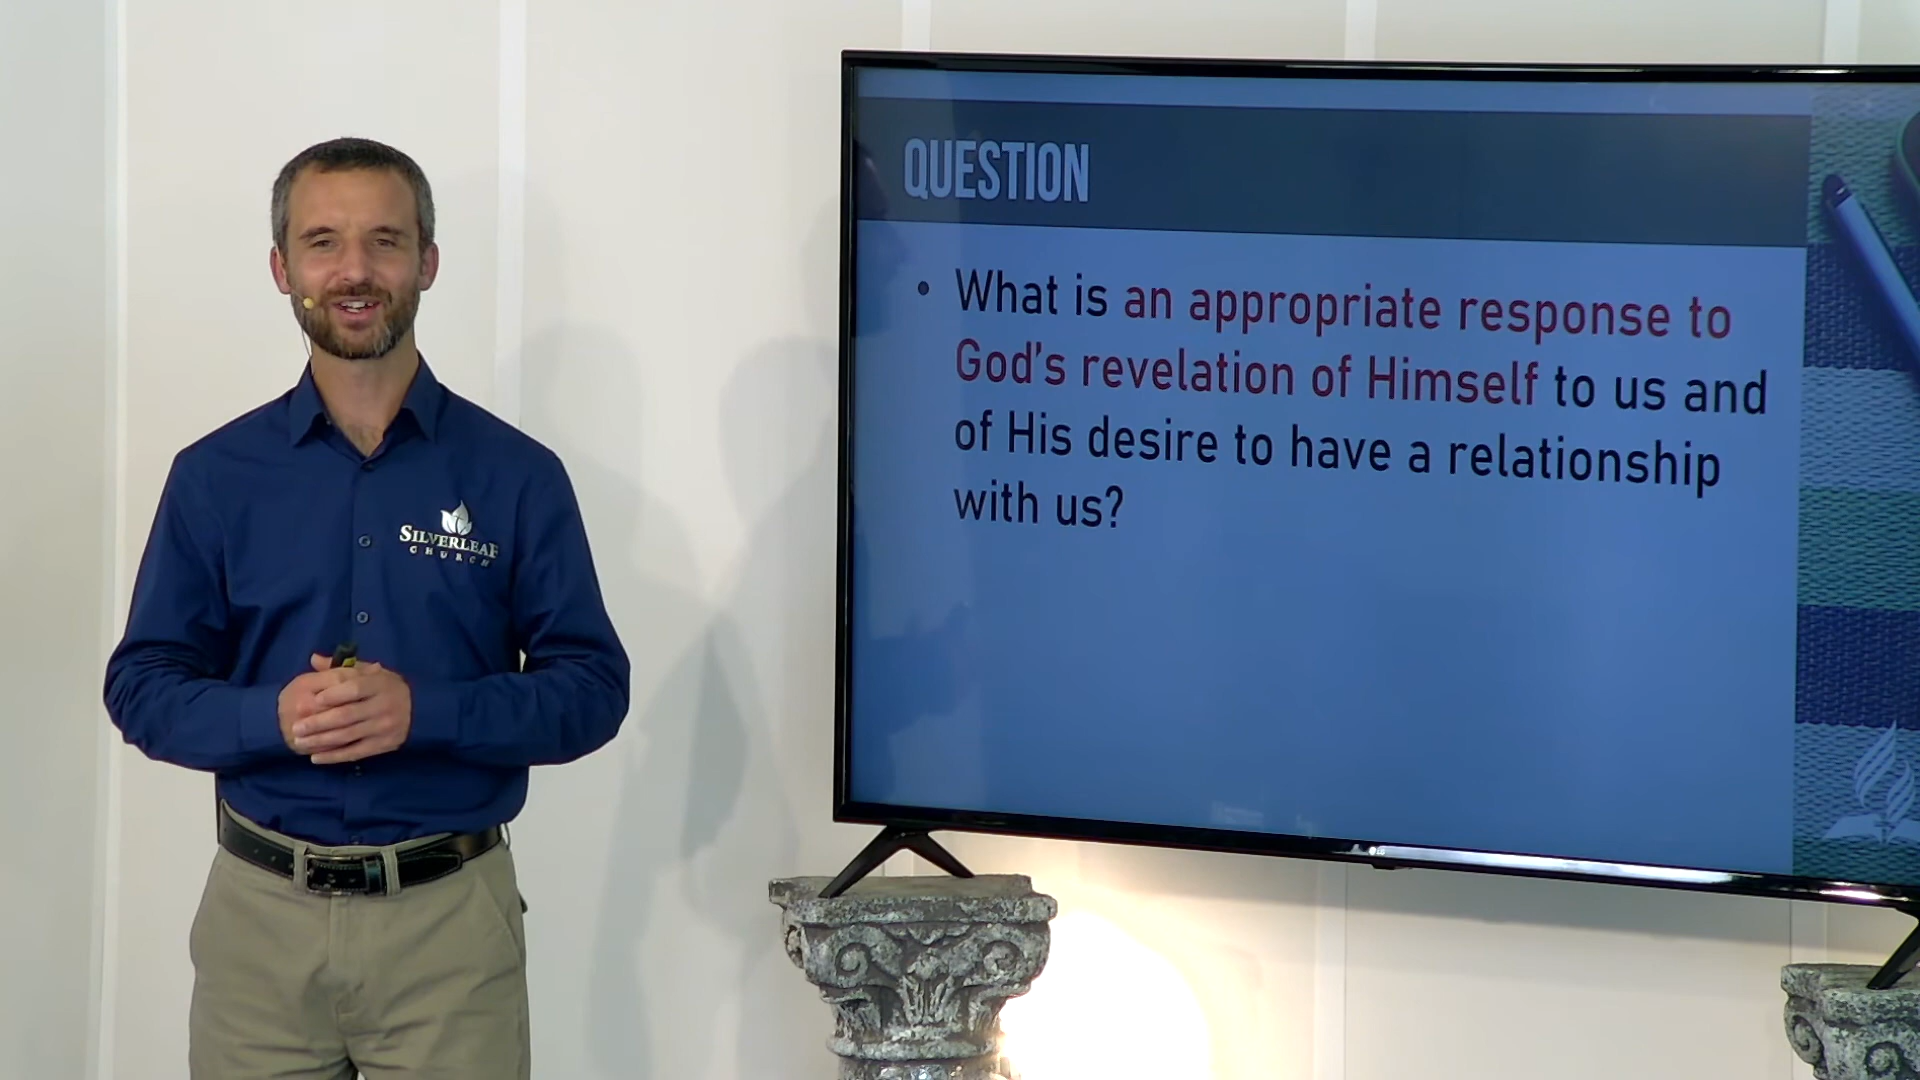 QUESTION
• What is an appropriate response to
God's revelation of Himself to us and
of His desire to have a relationship
with us?
SILVERLEAF
CHURCH
LG